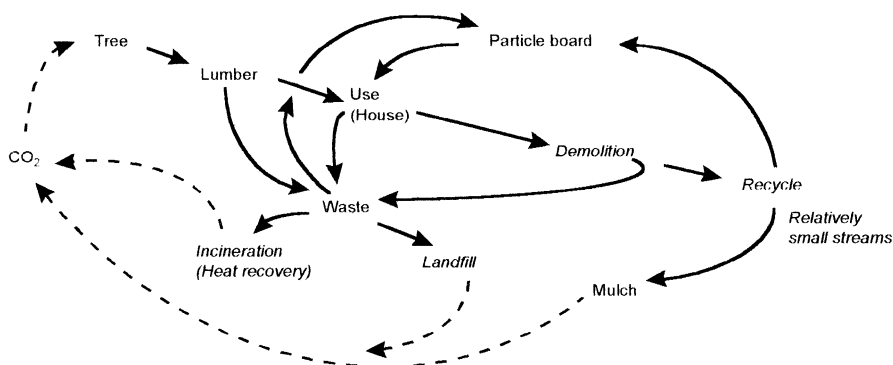 Tree
Particle board
Lumber
Use
(House)
CO₂
Demolition
Recycle
Waste
Relatively
small streams
Incineration
(Heat recovery)
Landfill
Mulch